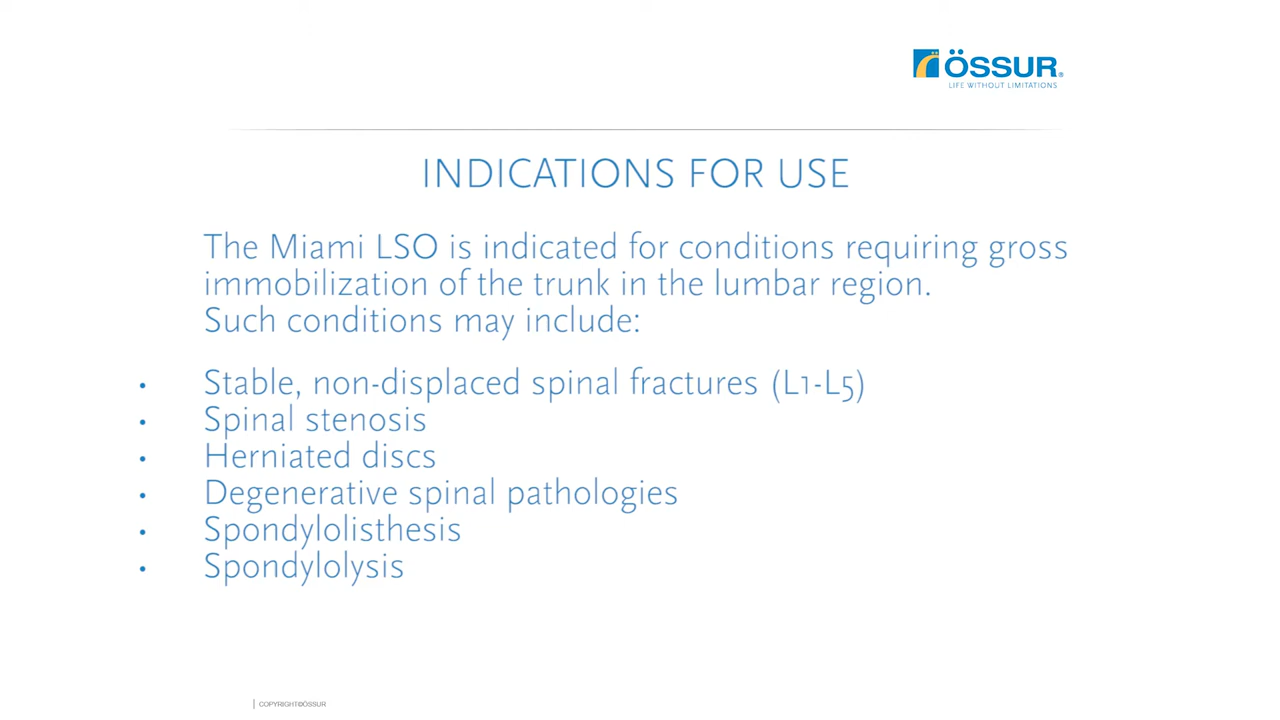 ÖSSUR®
LIFE WITHOUT LIMITATIONS
INDICATIONS FOR USE
The Miami LSO is indicated for conditions requiring gross
immobilization of the trunk in the lumbar region.
Such conditions may include:
• Stable, non-displaced spinal fractures (L1-L5)
• Spinal stenosis
• Herniated discs
• Degenerative spinal pathologies
• Spondylolisthesis
• Spondylolysis
COPYRIGHT©ÖSSUR